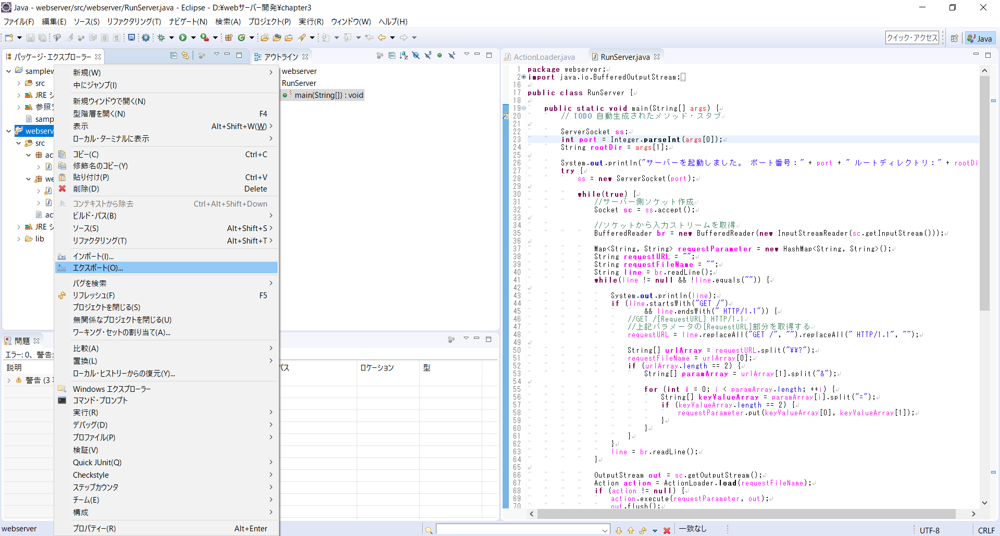 Java - webserver/src/webserver/RunServer.java - Eclipse - D:¥webサーバー開発¥chapter3
ファイル(F) 編集(E) ソース(S) リファクタリング(T) ナビゲート(N) 検索(A) プロジェクト(P) 実行(R) ウィンドウ(W) ヘルプ(H)
クイック・アクセス
Java
パッケージ・エクスプローラー
アウトライン
src
JRE シ
webserver
src
JRE シ
lib
新規(W)
中にジャンプ(I)
新規ウィンドウで開く(N)
型階層を開く(N) F4
表示 Alt+Shift+W(W)
ローカル・ターミナルに表示
コピー(C) Ctrl+C
修飾名のコピー(Y)
貼り付け(P) Ctrl+V
削除(D) Delete
コンテキストから除去 Ctrl+Alt+Shift+Down
ビルド・パス(B)
ソース(S) Alt+Shift+S
リファクタリング(T) Alt+Shift+T
インポート(I)...
エクスポート(O)...
バグを検索
リフレッシュ(F) F5
プロジェクトを閉じる(S)
無関係なプロジェクトを閉じる(U)
ワーキング・セットの割り当て(A)...
比較(A)
置換(L)
ローカル・ヒストリーからの復元(Y)...
Windows エクスプローラー
コマンド・プロンプト
実行(R)
デバッグ(D)
プロファイル(P)
検証(V)
Quick JUnit(Q)
Checkstyle
ステップカウンタ
チーム(E)
構成
プロパティー(R) Alt+Enter
webserver
RunServer
S main(String[]) : void
問題
エラー: 0、警告:
説明 パス ロケーション 型
警告 (3
ActionLoader.java
RunServer.java
1 package webserver;
2 import java.io.BufferedOutputStream;
16
17 public class RunServer {
18
19 public static void main(String[] args) {
20 // TODO 自動生成されたメソッド・スタブ
21
22 ServerSocket ss;
23 int port = Integer.parseInt(args[0]);
24 String rootDir = args[1];
25
26 System.out.println("サーバーを起動しました。 ポート番号：" + port + " ルートディレクトリ：" + rootDi
27 try {
28 ss = new ServerSocket(port);
29
30 while(true) {
31 //サーバー側ソケット作成
32 Socket sc = ss.accept();
33
34 //ソケットから入力ストリームを取得
35 BufferedReader br = new BufferedReader(new InputStreamReader(sc.getInputStream()));
36
37 Map<String, String> requestParameter = new HashMap<String, String>();
38 String requestURL = "";
39 String requestFileName = "";
40 String line = br.readLine();
41 while(line != null && !line.equals("")) {
42
43 System.out.println(line);
44 if (line.startsWith("GET /")
45 && line.endsWith(" HTTP/1.1")) {
46 //GET /[RequestURL] HTTP/1.1
47 //上記パラメータの[RequestURL]部分を取得する
48 requestURL = line.replaceAll("GET /", "").replaceAll(" HTTP/1.1", "");
49
50 String[] urlArray = requestURL.split("¥¥?");
51 requestFileName = urlArray[0];
52 if (urlArray.length == 2) {
53 String[] paramArray = urlArray[1].split("&");
54
55 for (int i = 0; i < paramArray.length; ++i) {
56 String[] keyValueArray = paramArray[i].split("=");
57 if (keyValueArray.length == 2) {
58 requestParameter.put(keyValueArray[0], keyValueArray[1]);
59 }
60 }
61 }
62 }
63 line = br.readLine();
64 }
65
66 OutputStream out = sc.getOutputStream();
67 Action action = ActionLoader.load(requestFileName);
68 if (action != null) {
69 action.execute(requestParameter, out);
70 out.flush();
webserver
一致なし
UTF-8
CRLF